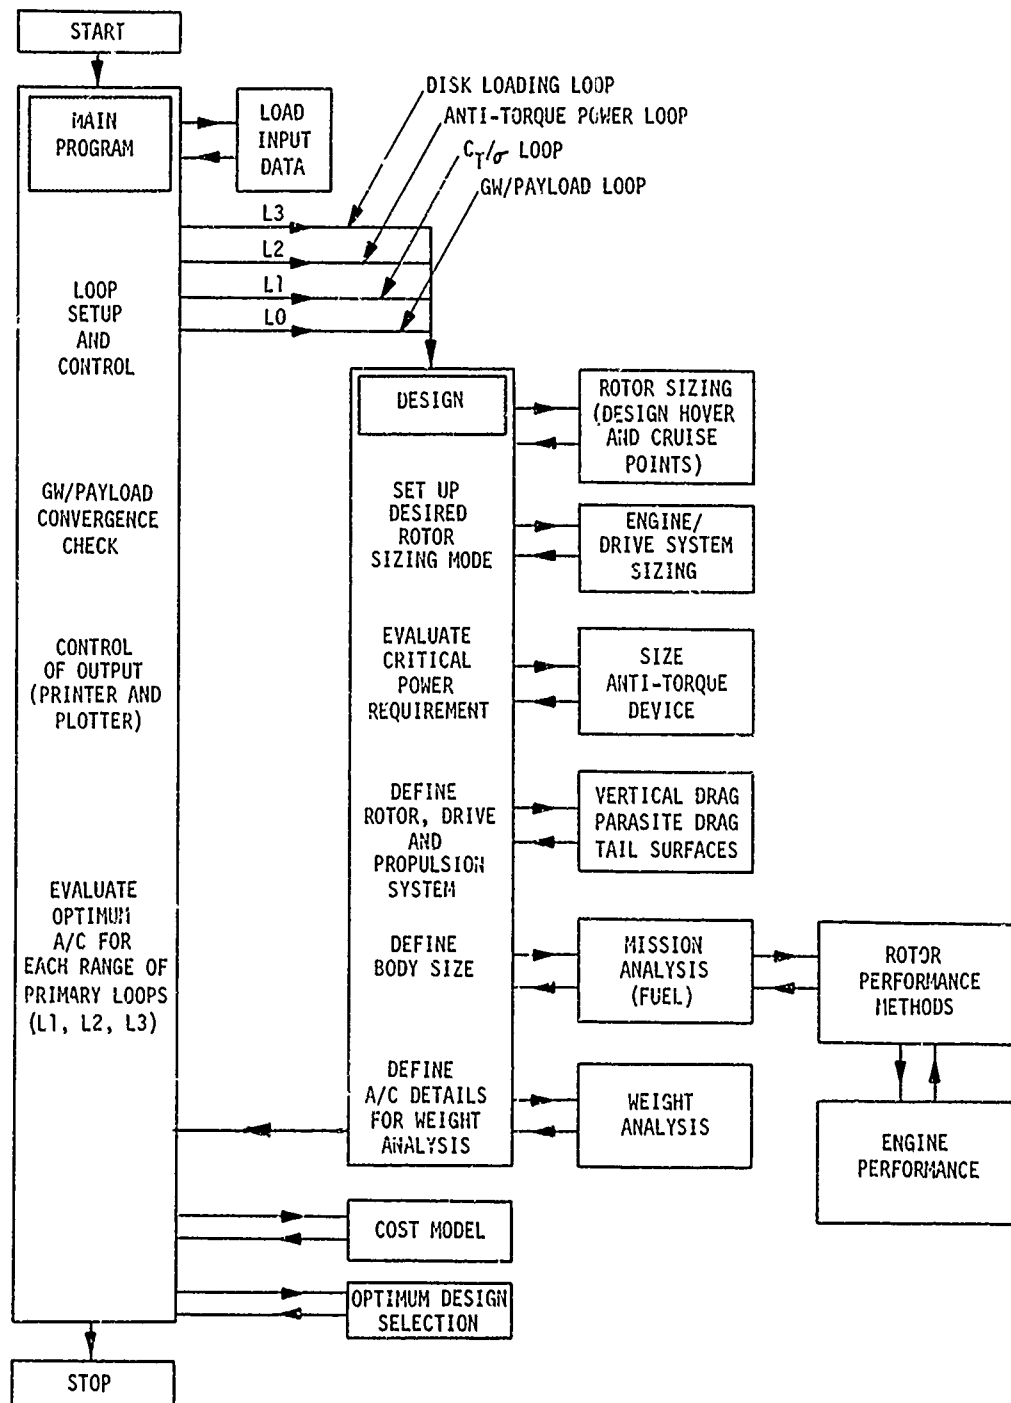 START
MAIN
PROGRAM
LOAD
INPUT
DATA
DISK LOADING LOOP
ANTI-TORQUE POWER LOOP
C_T/σ LOOP
GW/PAYLOAD LOOP
L3
L2
L1
L0
LOOP
SETUP
AND
CONTROL
GW/PAYLOAD
CONVERGENCE
CHECK
CONTROL
OF OUTPUT
(PRINTER AND
PLOTTER)
EVALUATE
OPTIMUM
A/C FOR
EACH RANGE OF
PRIMARY LOOPS
(L1, L2, L3)
DESIGN
SET UP
DESIRED
ROTOR
SIZING MODE
EVALUATE
CRITICAL
POWER
REQUIREMENT
DEFINE
ROTOR, DRIVE
AND
PROPULSION
SYSTEM
DEFINE
BODY SIZE
DEFINE
A/C DETAILS
FOR WEIGHT
ANALYSIS
ROTOR SIZING
(DESIGN HOVER
AND CRUISE
POINTS)
ENGINE/
DRIVE SYSTEM
SIZING
SIZE
ANTI-TORQUE
DEVICE
VERTICAL DRAG
PARASITE DRAG
TAIL SURFACES
MISSION
ANALYSIS
(FUEL)
ROTOR
PERFORMANCE
METHODS
WEIGHT
ANALYSIS
ENGINE
PERFORMANCE
COST MODEL
OPTIMUM DESIGN
SELECTION
STOP